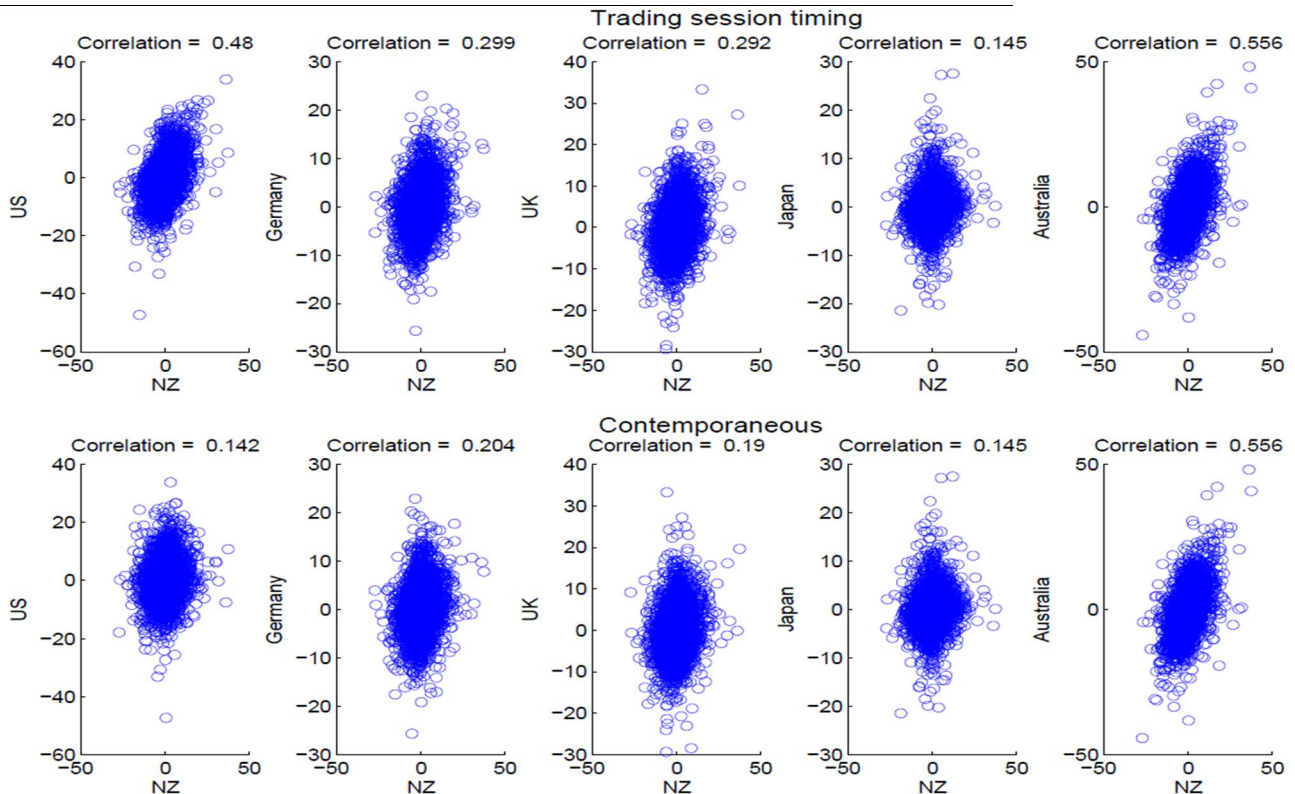 Trading session timing
Correlation = 0.48
Correlation = 0.299
Correlation = 0.292
Correlation = 0.145
Correlation = 0.556
US
40
20
0
−20
−40
−60
−50 0 50
NZ
Germany
30
20
10
0
−10
−20
−30
−50 0 50
NZ
UK
40
30
20
10
0
−10
−20
−30
−50 0 50
NZ
Japan
30
20
10
0
−10
−20
−30
−50 0 50
NZ
Australia
50
0
−50
−50 0 50
NZ
Contemporaneous
Correlation = 0.142
Correlation = 0.204
Correlation = 0.19
Correlation = 0.145
Correlation = 0.556
US
40
20
0
−20
−40
−60
−50 0 50
NZ
Germany
30
20
10
0
−10
−20
−30
−50 0 50
NZ
UK
40
30
20
10
0
−10
−20
−30
−50 0 50
NZ
Japan
30
20
10
0
−10
−20
−30
−50 0 50
NZ
Australia
50
0
−50
−50 0 50
NZ